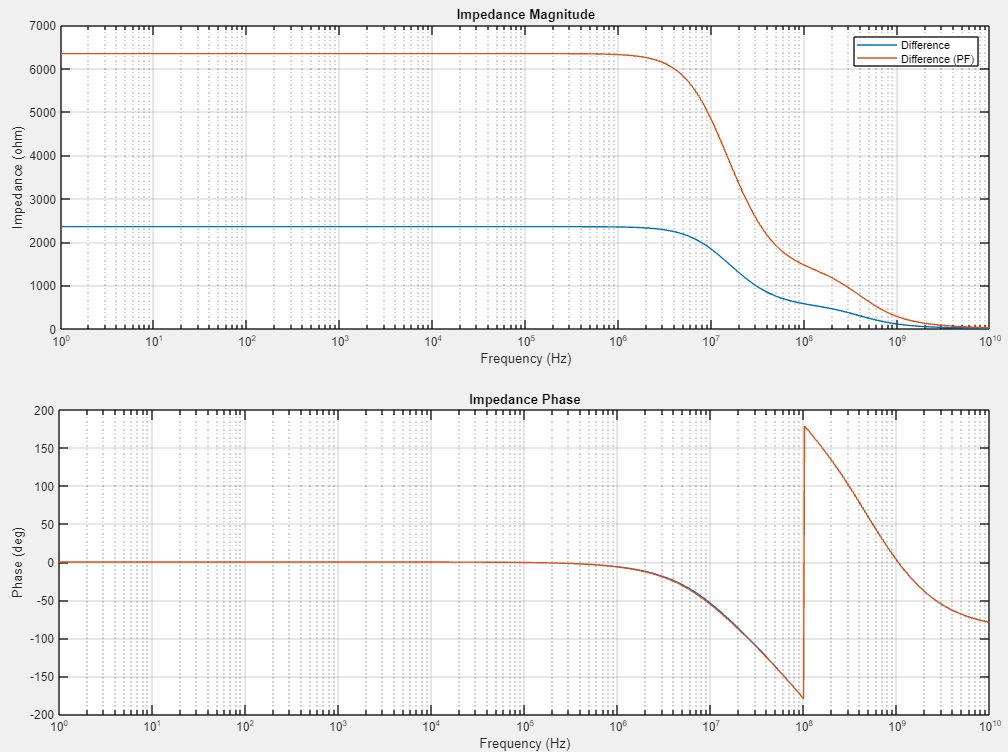 Impedance Magnitude
7000
6000
5000
4000
3000
2000
1000
0
Impedance (ohm)
Difference
Difference (PF)
10^0 10^1 10^2 10^3 10^4 10^5 10^6 10^7 10^8 10^9 10^10
Frequency (Hz)
Impedance Phase
200
150
100
50
0
-50
-100
-150
-200
Phase (deg)
10^0 10^1 10^2 10^3 10^4 10^5 10^6 10^7 10^8 10^9 10^10
Frequency (Hz)